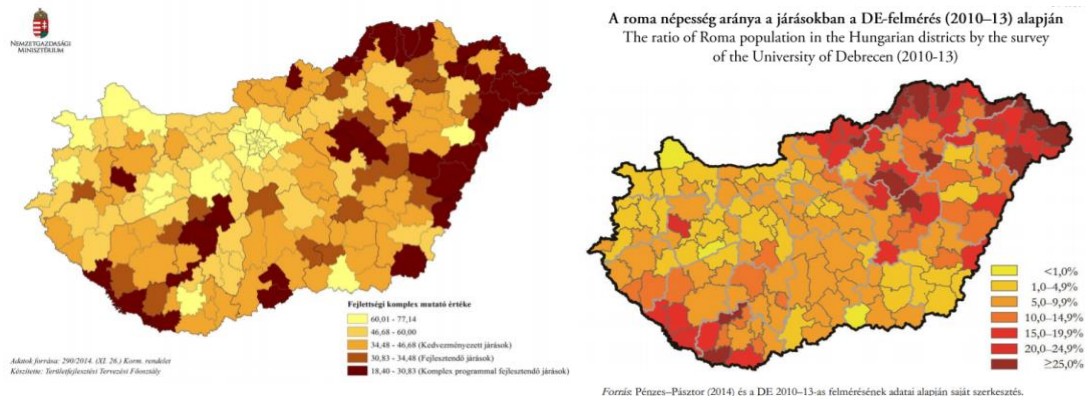 NEMZETGAZDASÁGI
MINISZTÉRIUM
Fejlettségi komplex mutató értéke
60,01 - 77,14
46,68 - 60,00
34,48 - 46,68 (Kedvezményezett járások)
30,83 - 34,48 (Fejlesztendő járások)
18,40 - 30,83 (Komplex programmal fejlesztendő járások)
Adatok forrása: 290/2014. (XI. 26.) Korm. rendelet
Készítette: Területfejlesztési Tervezési Főosztály
A roma népesség aránya a járásokban a DE-felmérés (2010–13) alapján
The ratio of Roma population in the Hungarian districts by the survey
of the University of Debrecen (2010-13)
<1,0%
1,0–4,9%
5,0–9,9%
10,0–14,9%
15,0–19,9%
20,0–24,9%
≥25,0%
Forrás: Pénzes–Pásztor (2014) és a DE 2010–13-as felmérésének adatai alapján saját szerkesztés.